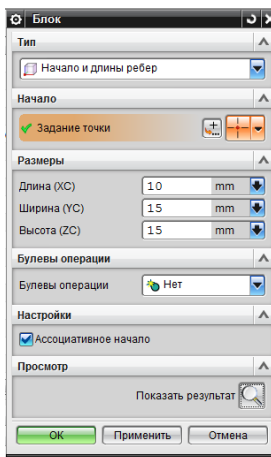 Блок
Тип
Начало и длины ребер
Начало
Задание точки
Размеры
Длина (XC) 10 mm
Ширина (YC) 15 mm
Высота (ZC) 15 mm
Булевы операции
Булевы операции Нет
Настройки
Ассоциативное начало
Просмотр
Показать результат
ОК Применить Отмена